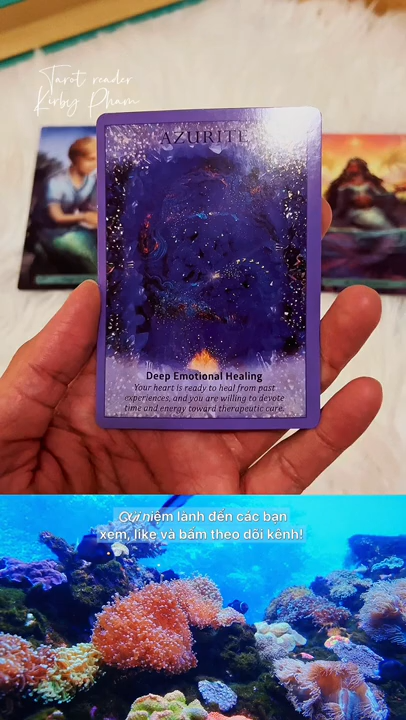 Tarot reader
Kirby Pham
AZURITE
Deep Emotional Healing
Your heart is ready to heal from past
experiences, and you are willing to devote
time and energy toward therapeutic care.
Gửi niệm lành đến các bạn
xem, like và bấm theo dõi kênh!